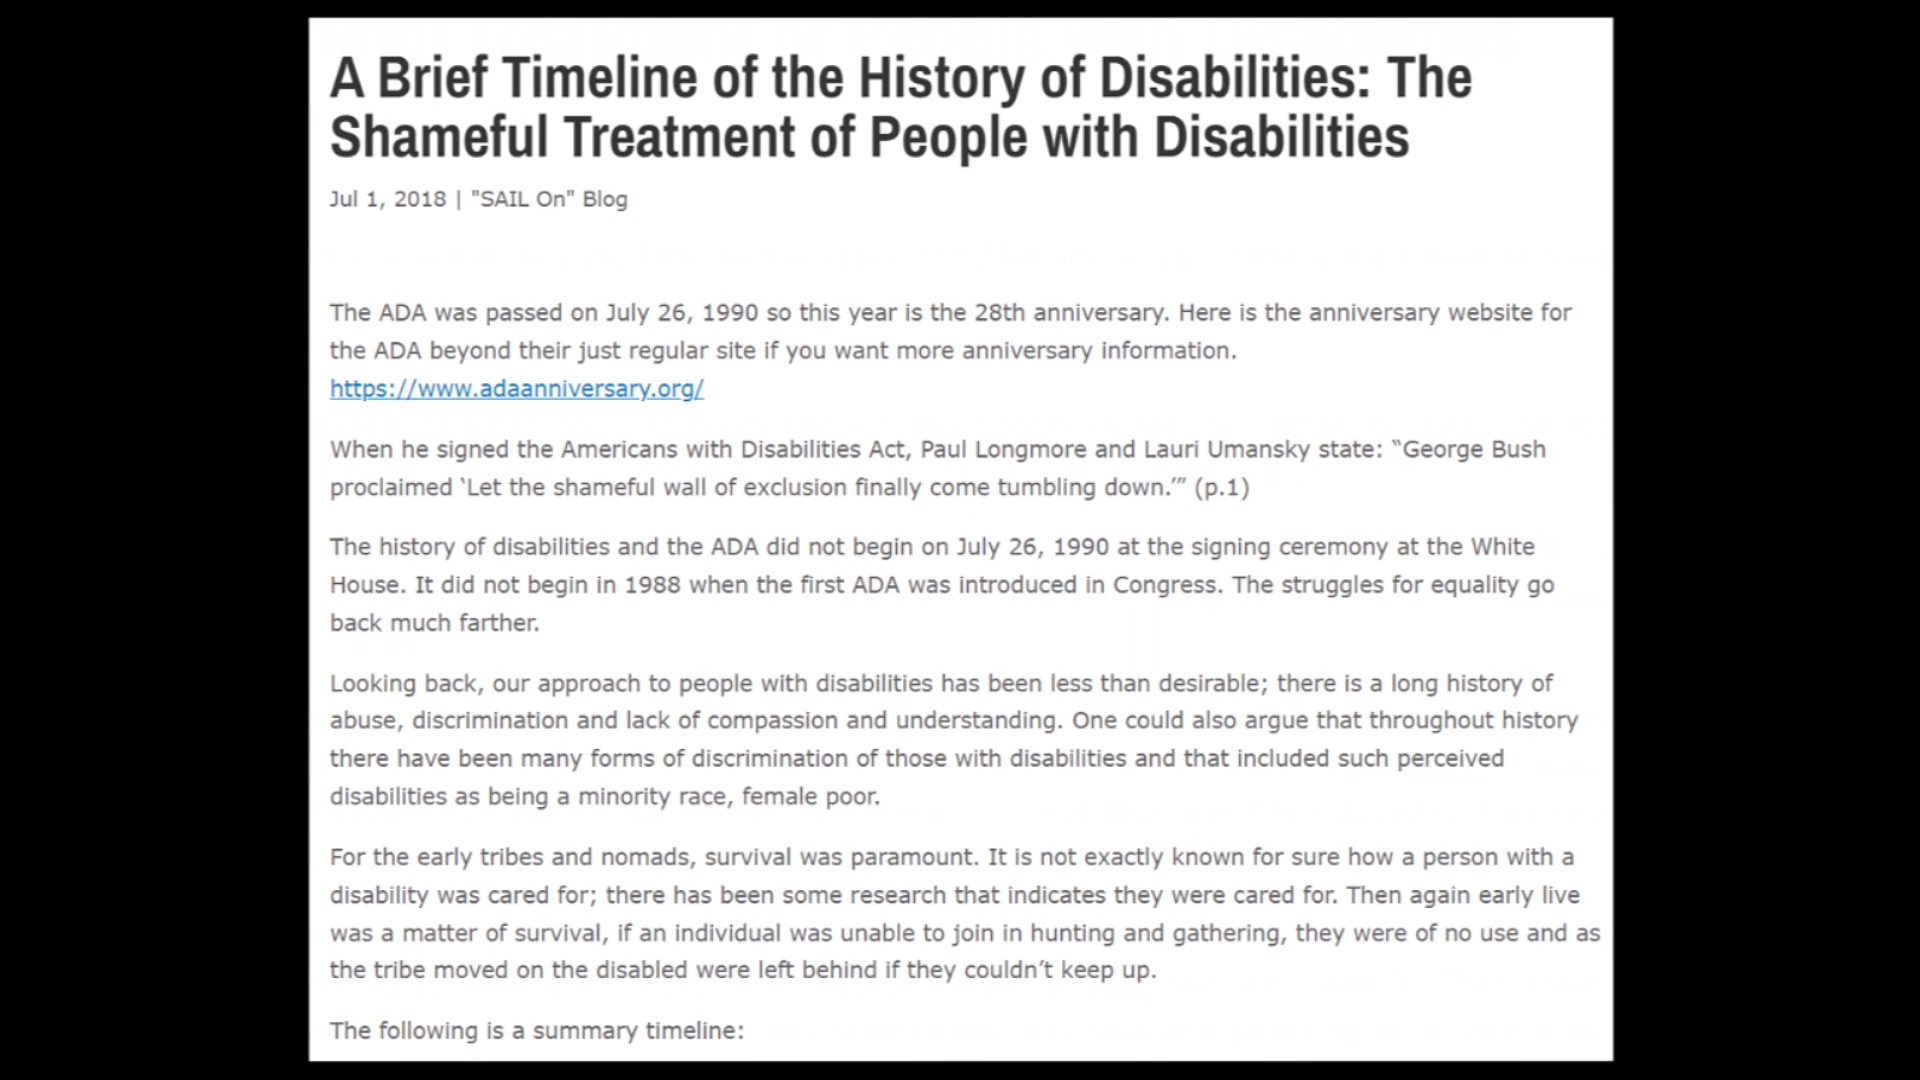 A Brief Timeline of the History of Disabilities: The
Shameful Treatment of People with Disabilities
Jul 1, 2018 | "SAIL On" Blog
The ADA was passed on July 26, 1990 so this year is the 28th anniversary. Here is the anniversary website for
the ADA beyond their just regular site if you want more anniversary information.
https://www.adaanniversary.org/
When he signed the Americans with Disabilities Act, Paul Longmore and Lauri Umansky state: “George Bush
proclaimed ‘Let the shameful wall of exclusion finally come tumbling down.’” (p.1)
The history of disabilities and the ADA did not begin on July 26, 1990 at the signing ceremony at the White
House. It did not begin in 1988 when the first ADA was introduced in Congress. The struggles for equality go
back much farther.
Looking back, our approach to people with disabilities has been less than desirable; there is a long history of
abuse, discrimination and lack of compassion and understanding. One could also argue that throughout history
there have been many forms of discrimination of those with disabilities and that included such perceived
disabilities as being a minority race, female poor.
For the early tribes and nomads, survival was paramount. It is not exactly known for sure how a person with a
disability was cared for; there has been some research that indicates they were cared for. Then again early live
was a matter of survival, if an individual was unable to join in hunting and gathering, they were of no use and as
the tribe moved on the disabled were left behind if they couldn’t keep up.
The following is a summary timeline: